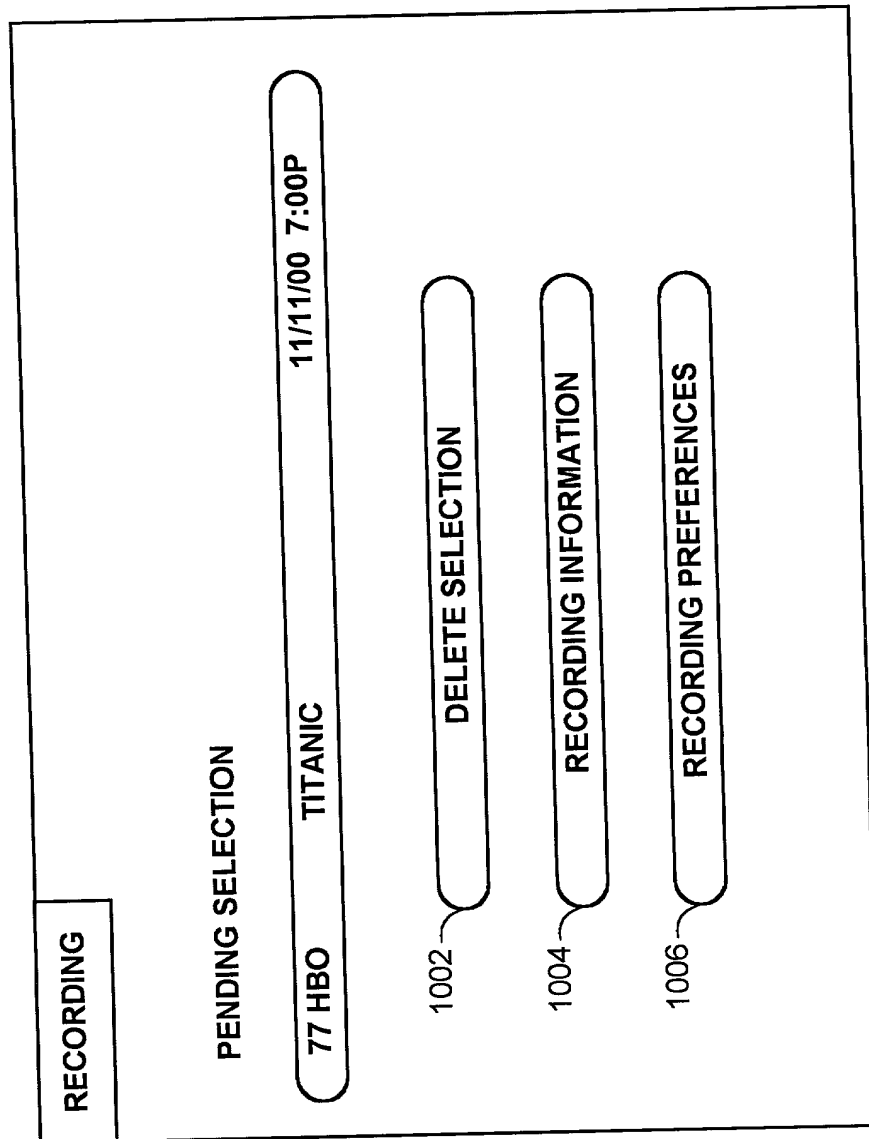 RECORDING
PENDING SELECTION
77 HBO TITANIC 11/11/00 7:00P
1002 DELETE SELECTION
1004 RECORDING INFORMATION
1006 RECORDING PREFERENCES